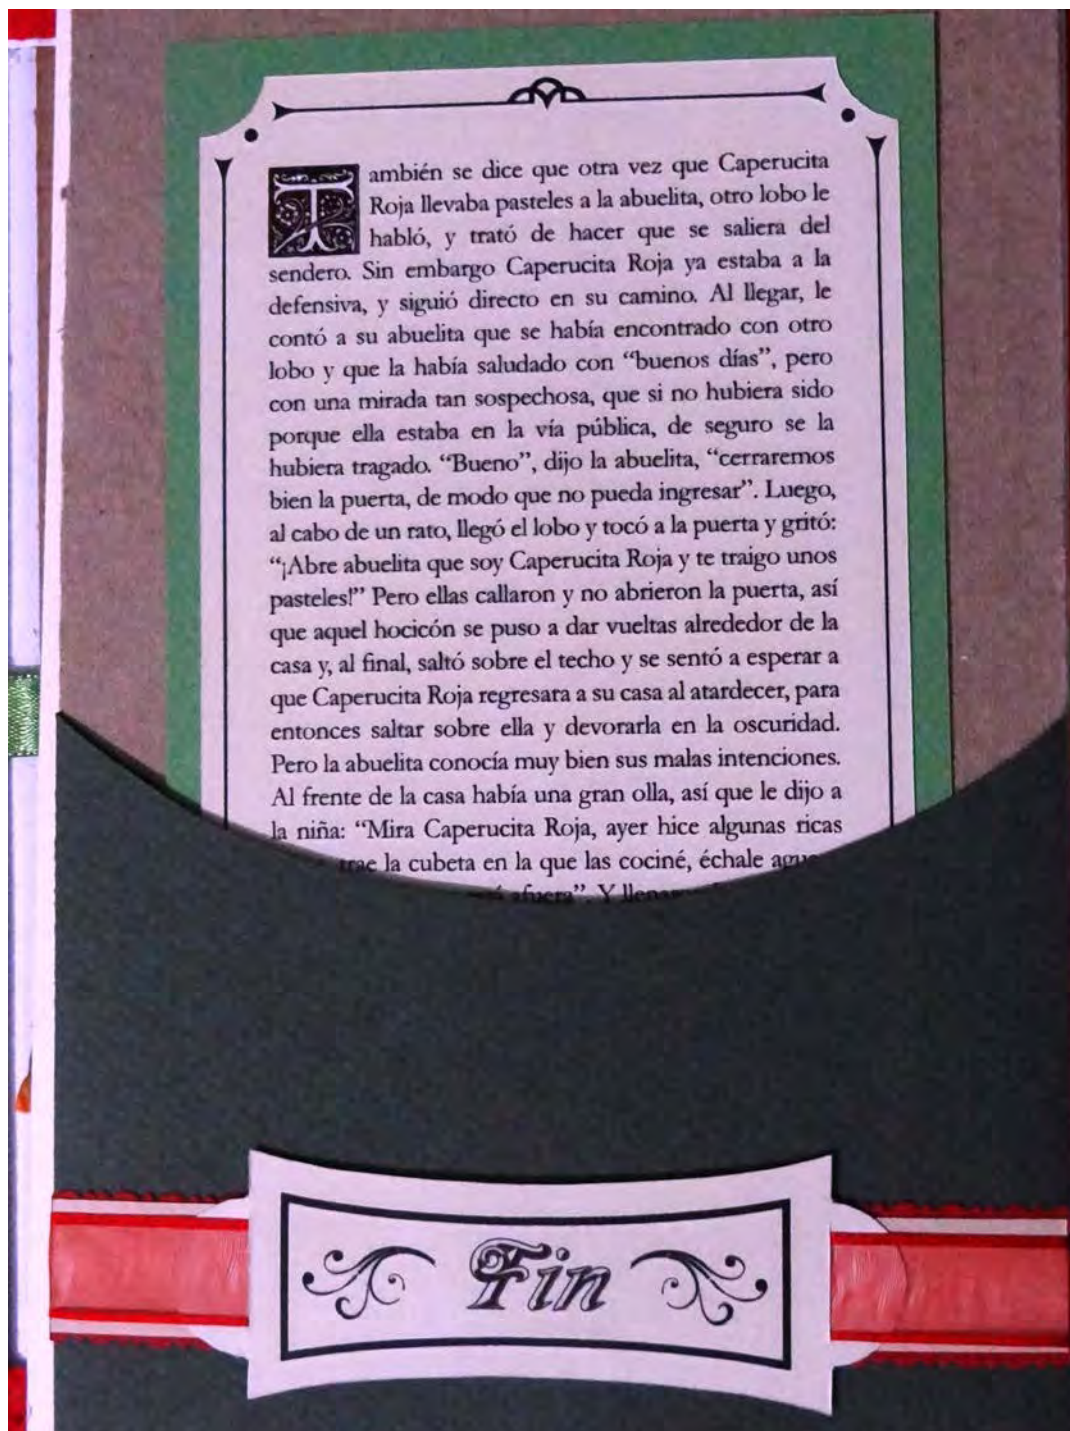 También se dice que otra vez que Caperucita
Roja llevaba pasteles a la abuelita, otro lobo le
habló, y trató de hacer que se saliera del
sendero. Sin embargo Caperucita Roja ya estaba a la
defensiva, y siguió directo en su camino. Al llegar, le
contó a su abuelita que se había encontrado con otro
lobo y que la había saludado con “buenos días”, pero
con una mirada tan sospechosa, que si no hubiera sido
porque ella estaba en la vía pública, de seguro se la
hubiera tragado. “Bueno”, dijo la abuelita, “cerraremos
bien la puerta, de modo que no pueda ingresar”. Luego,
al cabo de un rato, llegó el lobo y tocó a la puerta y gritó:
“¡Abre abuelita que soy Caperucita Roja y te traigo unos
pasteles!” Pero ellas callaron y no abrieron la puerta, así
que aquel hocicón se puso a dar vueltas alrededor de la
casa y, al final, saltó sobre el techo y se sentó a esperar a
que Caperucita Roja regresara a su casa al atardecer, para
entonces saltar sobre ella y devorarla en la oscuridad.
Pero la abuelita conocía muy bien sus malas intenciones.
Al frente de la casa había una gran olla, así que le dijo a
la niña: “Mira Caperucita Roja, ayer hice algunas ricas
trae la cubeta en la que las cociné, échale
afuera”. Y
Fin